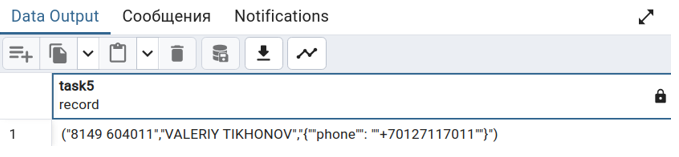 Data Output Сообщения Notifications
task5
record
1 ("8149 604011","VALERIY TIKHONOV","{""phone"": ""+70127117011""}")